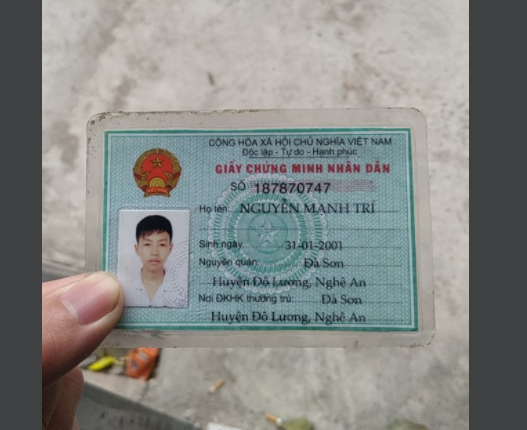 CỘNG HÒA XÃ HỘI CHỦ NGHĨA VIỆT NAM
Độc lập - Tự do - Hạnh phúc
GIẤY CHỨNG MINH NHÂN DÂN
SỐ 187870747
Họ tên: NGUYỄN MẠNH TRÍ
Sinh ngày 31-01-2001
Nguyên quán: Đà Sơn
Huyện Đô Lương, Nghệ An
Nơi ĐKHK thường trú: Đà Sơn
Huyện Đô Lương, Nghệ An